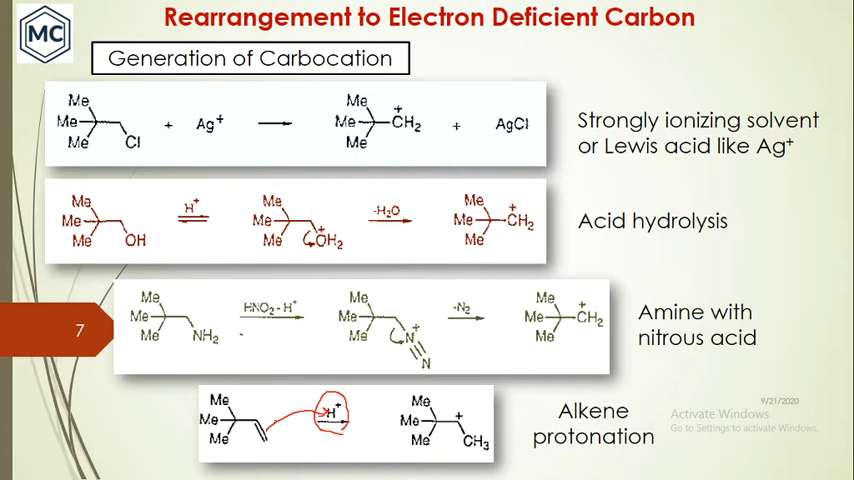 MC
Rearrangement to Electron Deficient Carbon
Generation of Carbocation
Me
Me
Me
Cl
+
Ag+
Me
Me
Me
+
CH2
+
AgCl
Strongly ionizing solvent
or Lewis acid like Ag+
Me
Me
Me
OH
H+
Me
Me
Me
+
OH2
-H2O
Me
Me
Me
+
CH2
Acid hydrolysis
7
Me
Me
Me
NH2
HNO2 - H+
Me
Me
Me
N+
N
-N2
Me
Me
Me
+
CH2
Amine with
nitrous acid
Me
Me
Me
H+
Me
Me
Me
+
CH3
Alkene
protonation
9/21/2020
Activate Windows
Go to Settings to activate Windows.